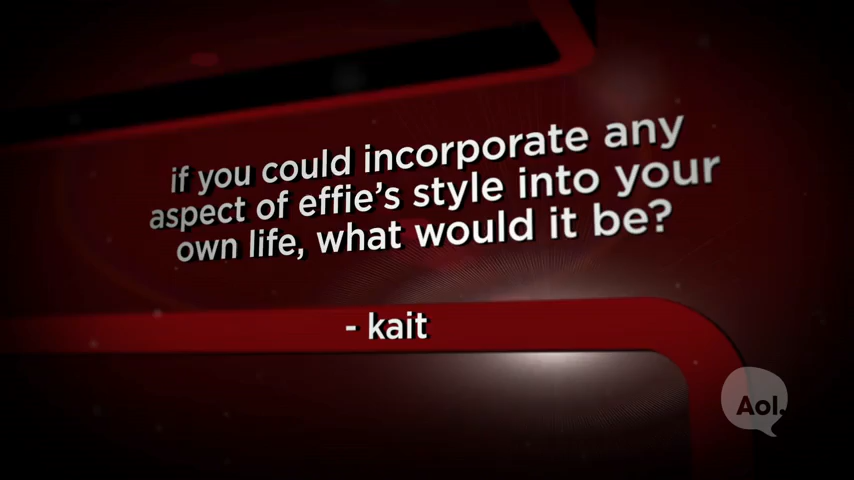 if you could incorporate any
aspect of effie's style into your
own life, what would it be?
- kait
Aol.